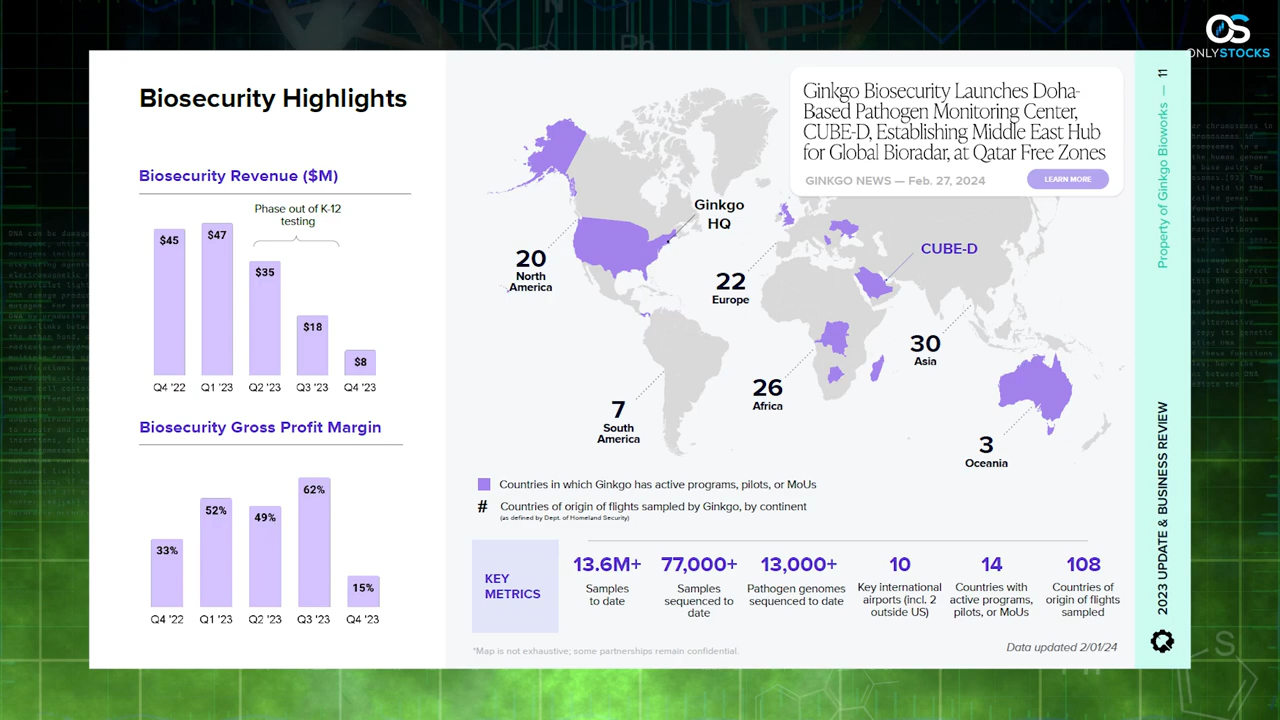 OS
ONLYSTOCKS
Biosecurity Highlights
Biosecurity Revenue ($M)
Phase out of K-12
testing
$45
$47
$35
$18
$8
Q4 '22
Q1 '23
Q2 '23
Q3 '23
Q4 '23
Biosecurity Gross Profit Margin
33%
52%
49%
62%
15%
Q4 '22
Q1 '23
Q2 '23
Q3 '23
Q4 '23
Ginkgo Biosecurity Launches Doha-
Based Pathogen Monitoring Center,
CUBE-D, Establishing Middle East Hub
for Global Bioradar, at Qatar Free Zones
GINKGO NEWS — Feb. 27, 2024
LEARN MORE
Ginkgo
HQ
CUBE-D
20
North
America
22
Europe
30
Asia
26
Africa
7
South
America
3
Oceania
Countries in which Ginkgo has active programs, pilots, or MoUs
# Countries of origin of flights sampled by Ginkgo, by continent
(as defined by Dept. of Homeland Security)
KEY
METRICS
13.6M+
Samples
to date
77,000+
Samples
sequenced to
date
13,000+
Pathogen genomes
sequenced to date
10
Key international
airports (incl. 2
outside US)
14
Countries with
active programs,
pilots, or MoUs
108
Countries of
origin of flights
sampled
*Map is not exhaustive; some partnerships remain confidential.
Data updated 2/01/24
Property of Ginkgo Bioworks — 11
2023 UPDATE & BUSINESS REVIEW